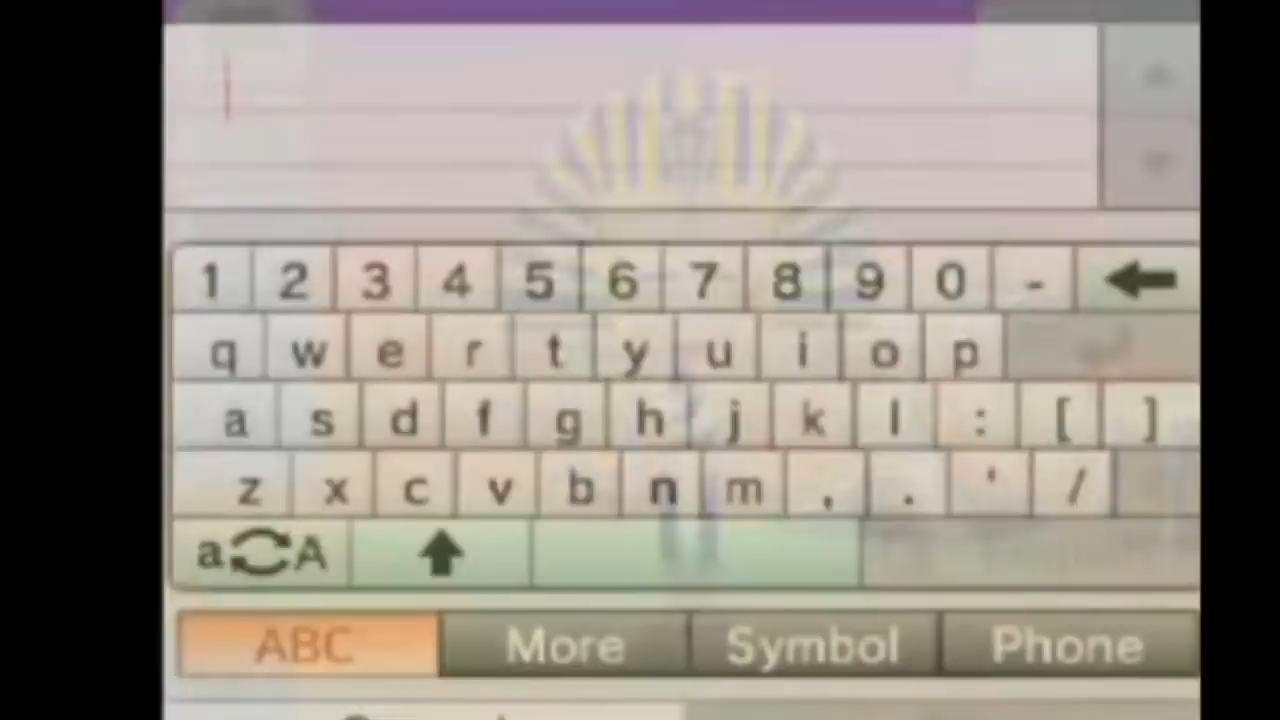 1 2 3 4 5 6 7 8 9 0 -
q w e r t y u i o p
a s d f g h j k l : [ ]
z x c v b n m , . ' /
a A
ABC More Symbol Phone